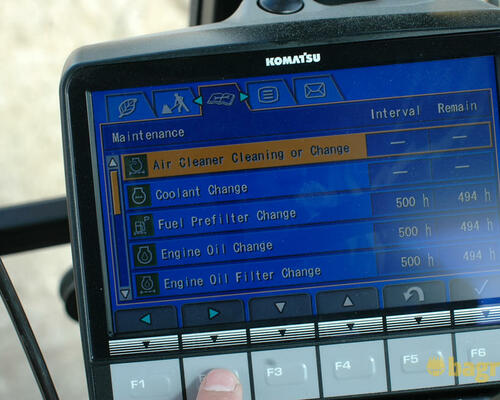 KOMATSU
Maintenance Interval Remain
Air Cleaner Cleaning or Change — —
Coolant Change — —
Fuel Prefilter Change 500 h 494 h
Engine Oil Change 500 h 494 h
Engine Oil Filter Change 500 h 494 h
F1 F3 F4 F5 F6